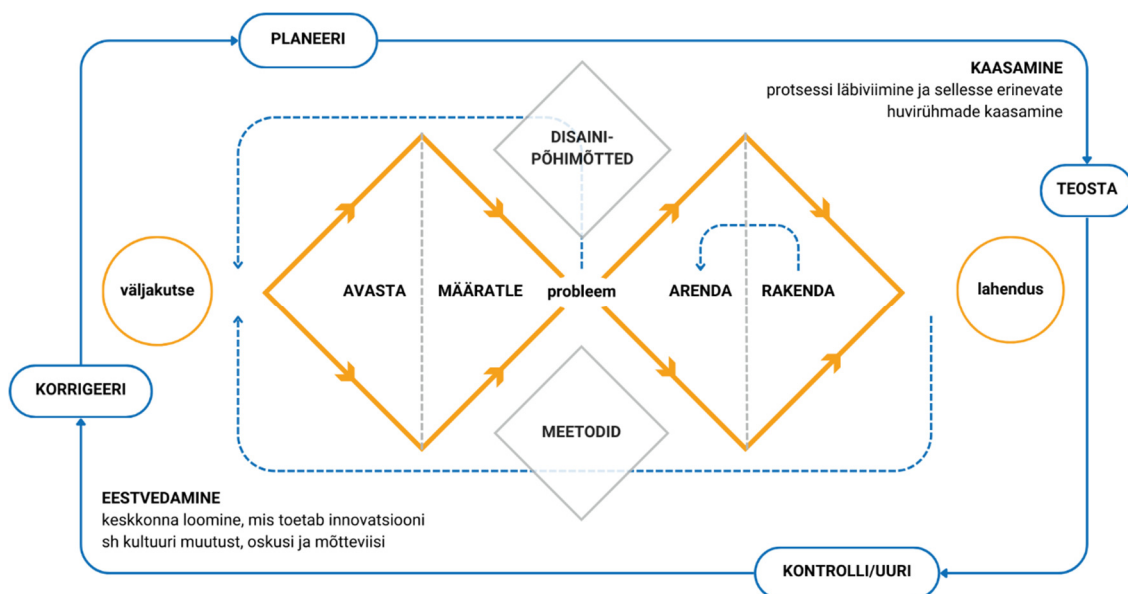 PLANEERI
KAASAMINE
protsessi läbiviimine ja sellesse erinevate
huvirühmade kaasamine
DISAINI-
PÕHIMÕTTED
TEOSTA
väljakutse
AVASTA
MÄÄRATLE
probleem
ARENDA
RAKENDA
lahendus
KORRIGEERI
MEETODID
EESTVEDAMINE
keskkonna loomine, mis toetab innovatsiooni
sh kultuuri muutust, oskusi ja mõtteviisi
KONTROLLI/UURI